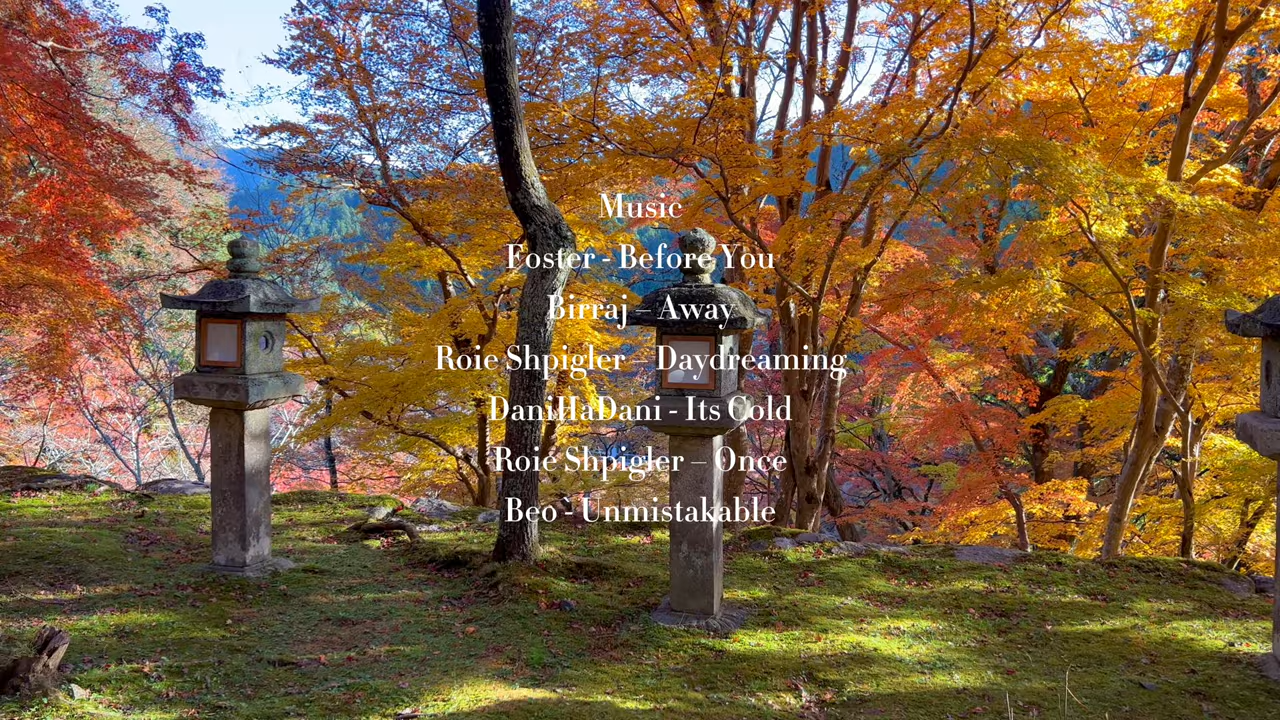 Music
Foster - Before You
Birraj – Away
Roie Shpigler – Daydreaming
DaniHaDani - Its Cold
Roie Shpigler – Once
Beo - Unmistakable